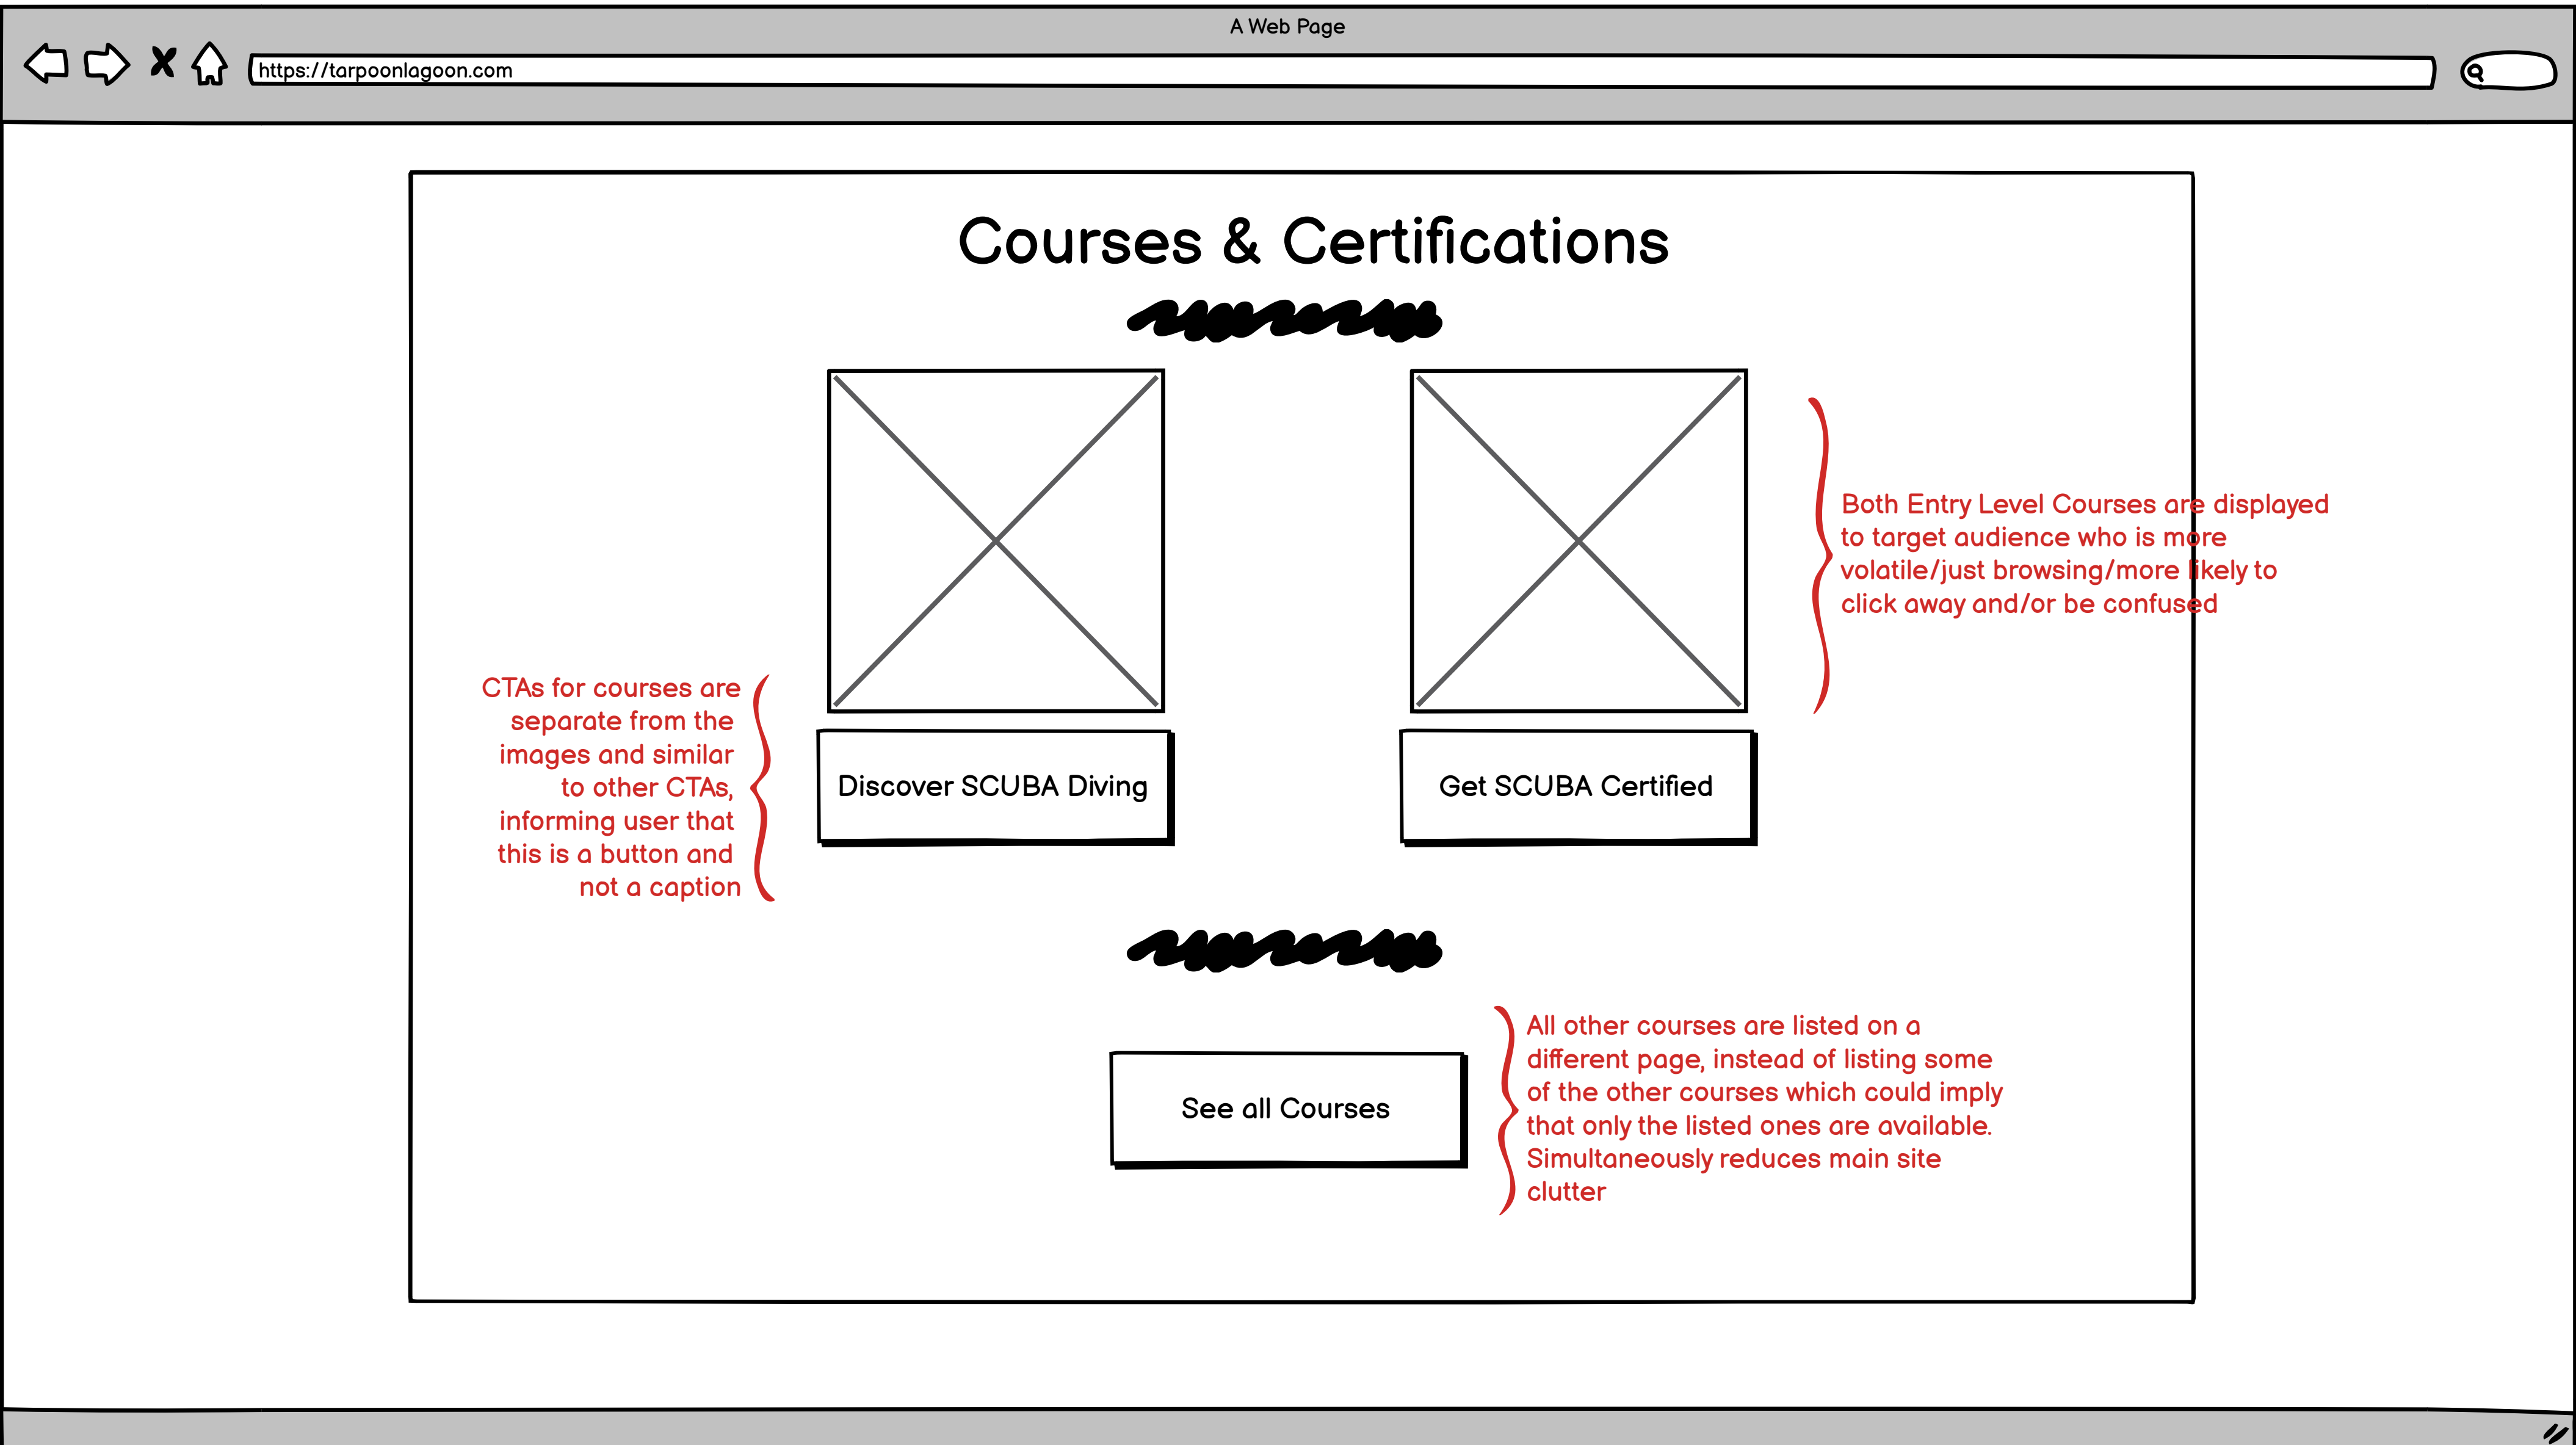 A Web Page
https://tarpoonlagoon.com
Courses & Certifications
Both Entry Level Courses are displayed
to target audience who is more
volatile/just browsing/more likely to
click away and/or be confused
CTAs for courses are
separate from the
images and similar
to other CTAs,
informing user that
this is a button and
not a caption
Discover SCUBA Diving
Get SCUBA Certified
See all Courses
All other courses are listed on a
different page, instead of listing some
of the other courses which could imply
that only the listed ones are available.
Simultaneously reduces main site
clutter